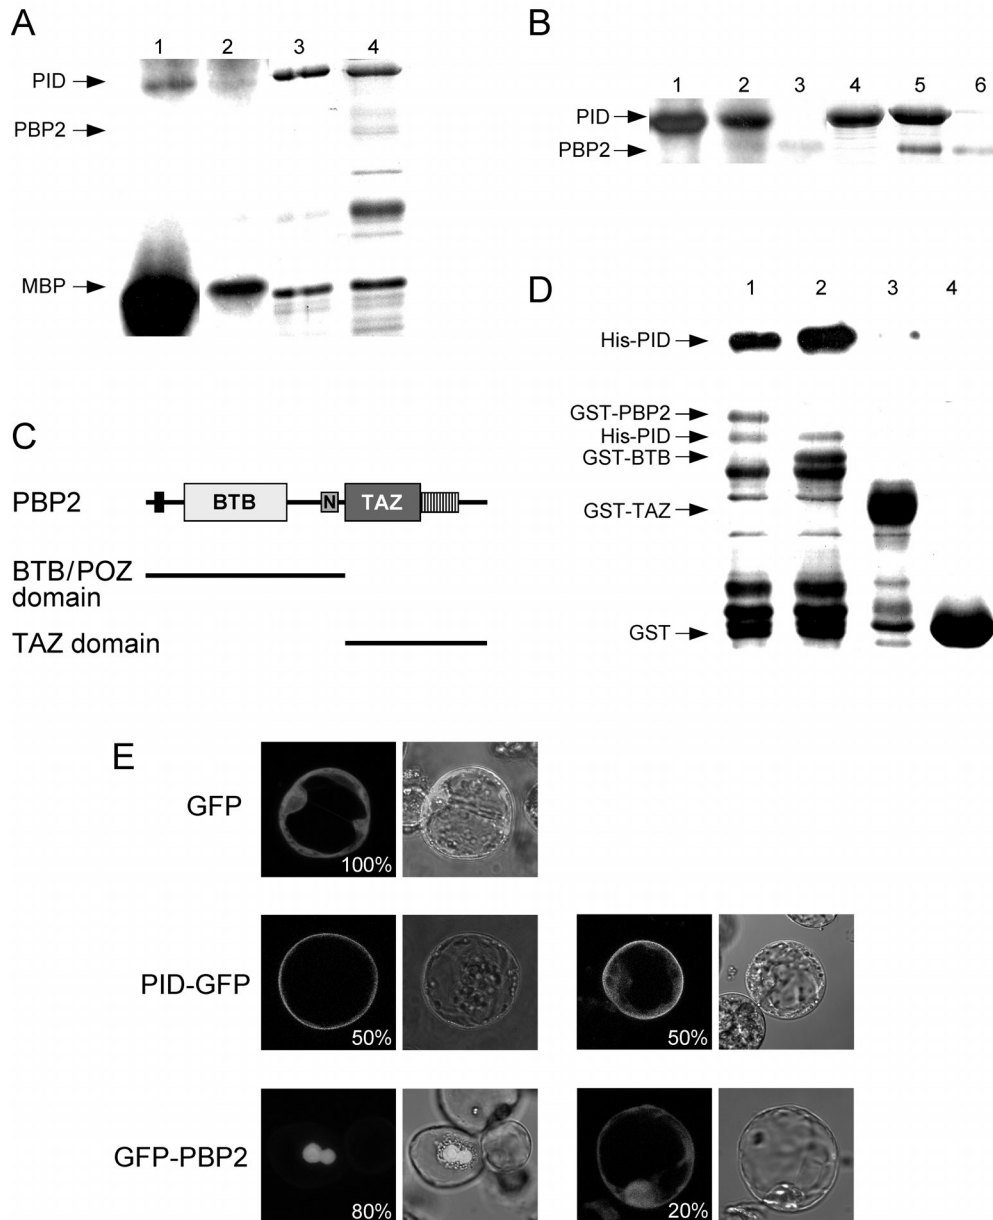 A
1 2 3 4
PID
PBP2
MBP
B
1 2 3 4 5 6
PID
PBP2
C
PBP2
BTB N TAZ
BTB/POZ
domain
TAZ domain
D
1 2 3 4
His-PID
GST-PBP2
His-PID
GST-BTB
GST-TAZ
GST
E
GFP
100%
PID-GFP
50%
50%
GFP-PBP2
80%
20%